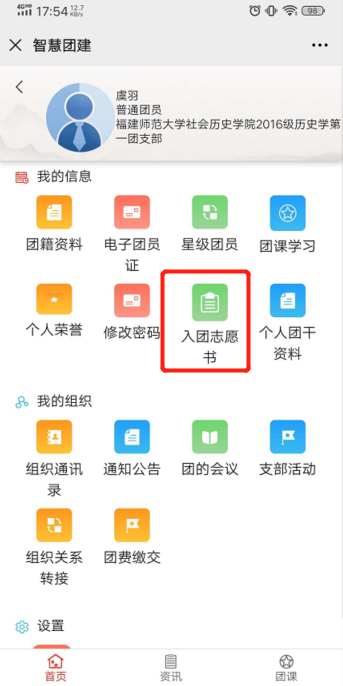 4GHD 17:54 12.7 KB/s 98
智慧团建
虞羽
普通团员
福建师范大学社会历史学院2016级历史学第
一团支部
我的信息
团籍资料 电子团员证 星级团员 团课学习
个人荣誉 修改密码 入团志愿书 个人团干资料
我的组织
组织通讯录 通知公告 团的会议 支部活动
组织关系转接 团费缴交
设置
首页 资讯 团课